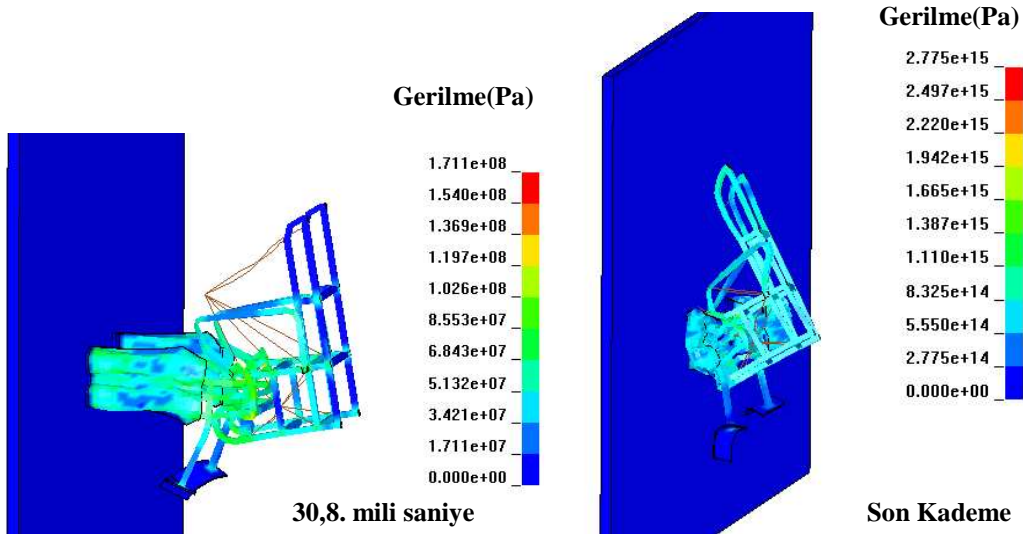 Gerilme(Pa)
1.711e+08
1.540e+08
1.369e+08
1.197e+08
1.026e+08
8.553e+07
6.843e+07
5.132e+07
3.421e+07
1.711e+07
0.000e+00
30,8. mili saniye
Gerilme(Pa)
2.775e+15
2.497e+15
2.220e+15
1.942e+15
1.665e+15
1.387e+15
1.110e+15
8.325e+14
5.550e+14
2.775e+14
0.000e+00
Son Kademe